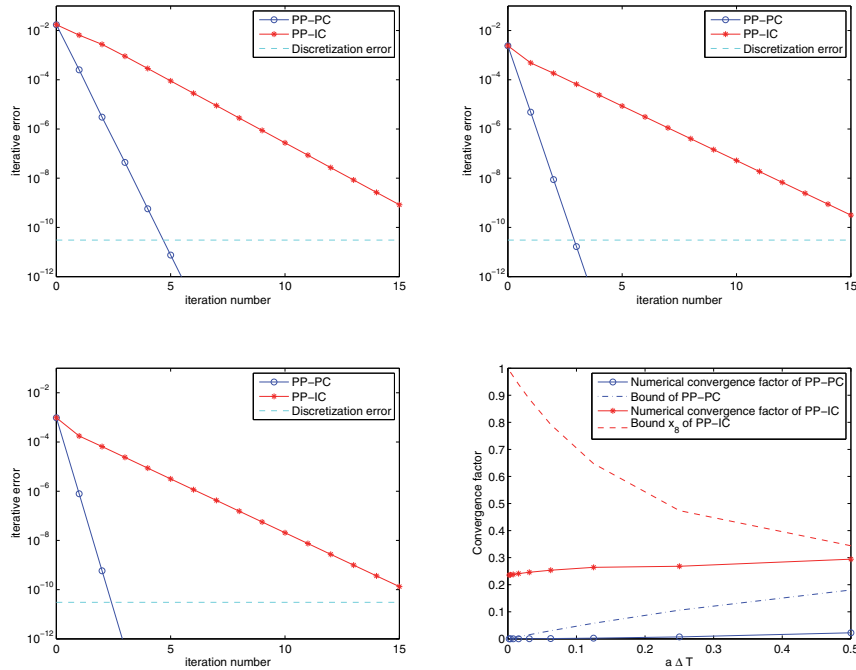 10^-2
10^-4
10^-6
10^-8
10^-10
10^-12
iterative error
0
5
10
15
iteration number
PP−PC
PP−IC
Discretization error
10^-2
10^-4
10^-6
10^-8
10^-10
10^-12
iterative error
0
5
10
15
iteration number
PP−PC
PP−IC
Discretization error
10^-2
10^-4
10^-6
10^-8
10^-10
10^-12
iterative error
0
5
10
15
iteration number
PP−PC
PP−IC
Discretization error
1
0.9
0.8
0.7
0.6
0.5
0.4
0.3
0.2
0.1
0
Convergence factor
0
0.1
0.2
0.3
0.4
0.5
a Δ T
Numerical convergence factor of PP−PC
Bound of PP−PC
Numerical convergence factor of PP−IC
Bound x_8 of PP−IC